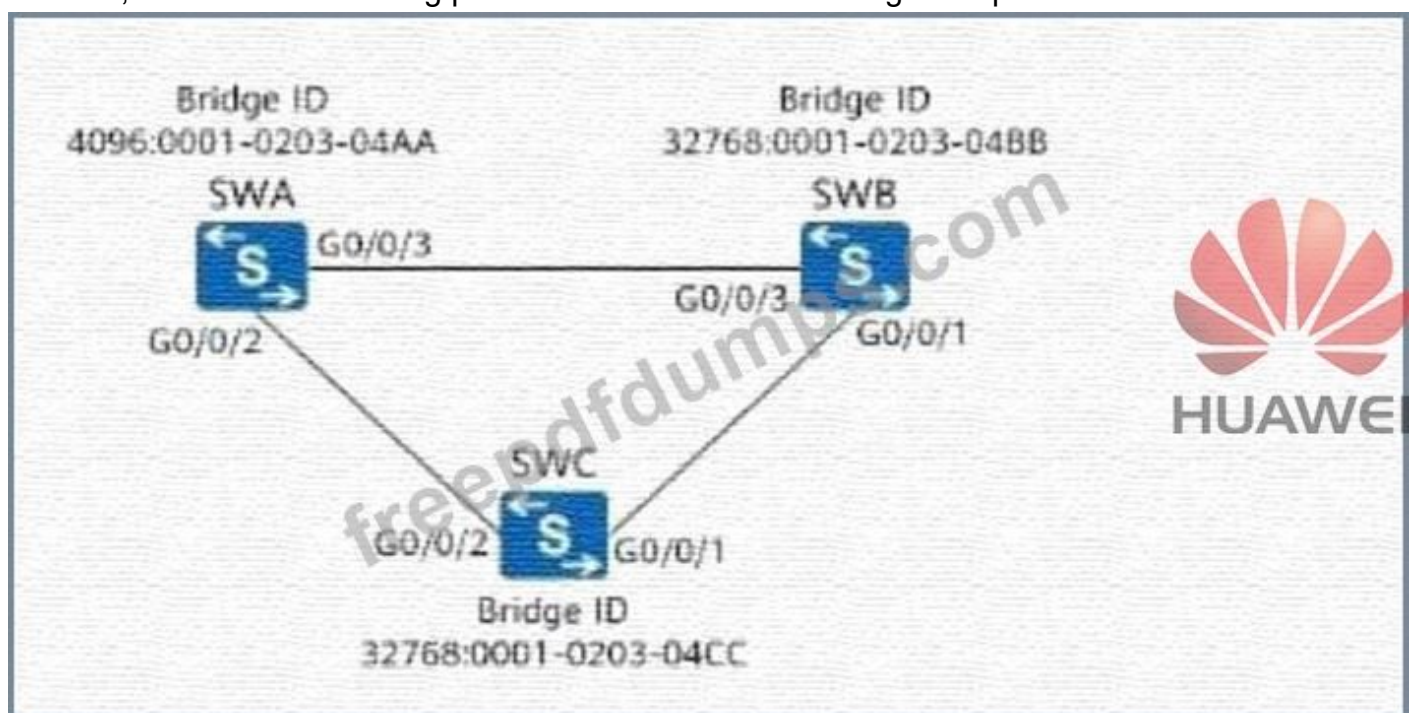 Bridge ID
4096:0001-0203-04AA
SWA
Bridge ID
32768:0001-0203-04BB
SWB
S
G0/0/3
G0/0/2
S
G0/0/3
G0/0/1
SWC
G0/0/2
S
G0/0/1
Bridge ID
32768:0001-0203-04CC
HUAWEI
freepdfdumps.com